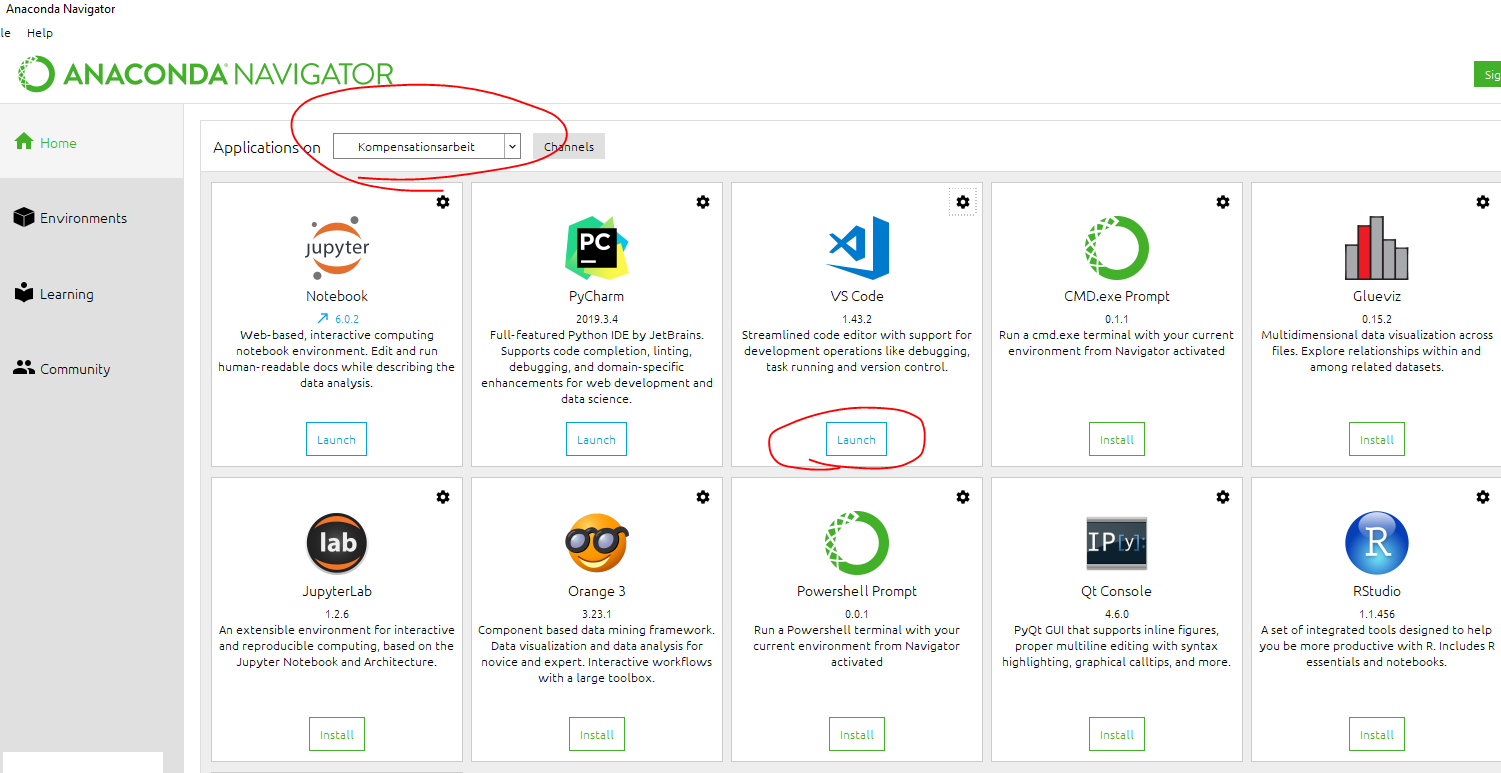 Anaconda Navigator
le Help
ANACONDA NAVIGATOR
Sig
Home
Environments
Learning
Community
Applications on Kompensationsarbeit Channels
jupyter
Notebook
6.0.2
Web-based, interactive computing
notebook environment. Edit and run
human-readable docs while describing the
data analysis.
Launch
PC
PyCharm
2019.3.4
Full-featured Python IDE by JetBrains.
Supports code completion, linting,
debugging, and domain-specific
enhancements for web development and
data science.
Launch
VS Code
1.43.2
Streamlined code editor with support for
development operations like debugging,
task running and version control.
Launch
CMD.exe Prompt
0.1.1
Run a cmd.exe terminal with your current
environment from Navigator activated
Install
Glueviz
0.15.2
Multidimensional data visualization across
files. Explore relationships within and
among related datasets.
Install
lab
JupyterLab
1.2.6
An extensible environment for interactive
and reproducible computing, based on the
Jupyter Notebook and Architecture.
Install
Orange 3
3.23.1
Component based data mining framework.
Data visualization and data analysis for
novice and expert. Interactive workflows
with a large toolbox.
Install
Powershell Prompt
0.0.1
Run a Powershell terminal with your
current environment from Navigator
activated
Install
IP[y]:
Qt Console
4.6.0
PyQt GUI that supports inline figures,
proper multiline editing with syntax
highlighting, graphical calltips, and more.
Install
R
RStudio
1.1.456
A set of integrated tools designed to help
you be more productive with R. Includes R
essentials and notebooks.
Install